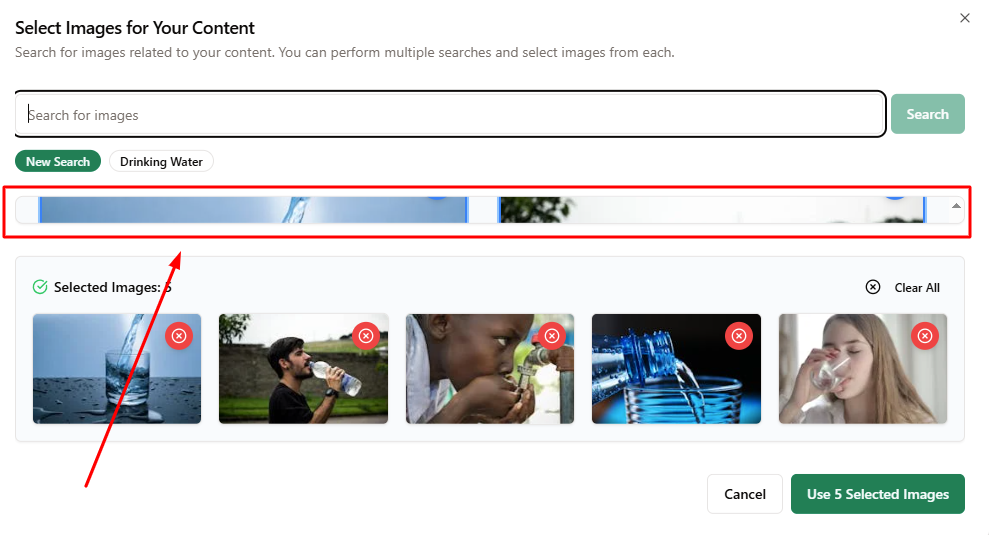 Select Images for Your Content
Search for images related to your content. You can perform multiple searches and select images from each.
Search for images
Search
New Search
Drinking Water
Selected Images: 5
Clear All
Cancel
Use 5 Selected Images